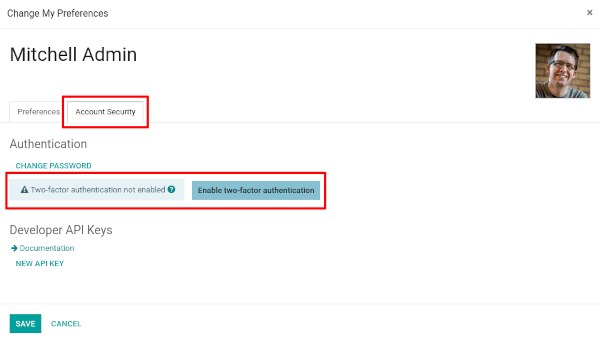 Change My Preferences ×
Mitchell Admin
Preferences Account Security
Authentication
CHANGE PASSWORD
Two-factor authentication not enabled ? Enable two-factor authentication
Developer API Keys
Documentation
NEW API KEY
SAVE CANCEL